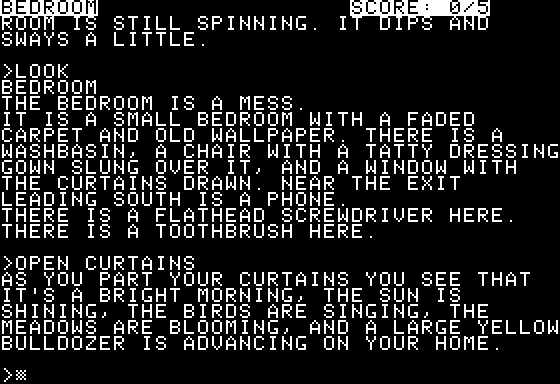 BEDROOM SCORE: 0/5
ROOM IS STILL SPINNING. IT DIPS AND
SWAYS A LITTLE.
>LOOK
BEDROOM
THE BEDROOM IS A MESS.
IT IS A SMALL BEDROOM WITH A FADED
CARPET AND OLD WALLPAPER. THERE IS A
WASHBASIN, A CHAIR WITH A TATTY DRESSING
GOWN SLUNG OVER IT, AND A WINDOW WITH
THE CURTAINS DRAWN. NEAR THE EXIT
LEADING SOUTH IS A PHONE.
THERE IS A FLATHEAD SCREWDRIVER HERE.
THERE IS A TOOTHBRUSH HERE.
>OPEN CURTAINS
AS YOU PART YOUR CURTAINS YOU SEE THAT
IT'S A BRIGHT MORNING, THE SUN IS
SHINING, THE BIRDS ARE SINGING, THE
MEADOWS ARE BLOOMING, AND A LARGE YELLOW
BULLDOZER IS ADVANCING ON YOUR HOME.
>